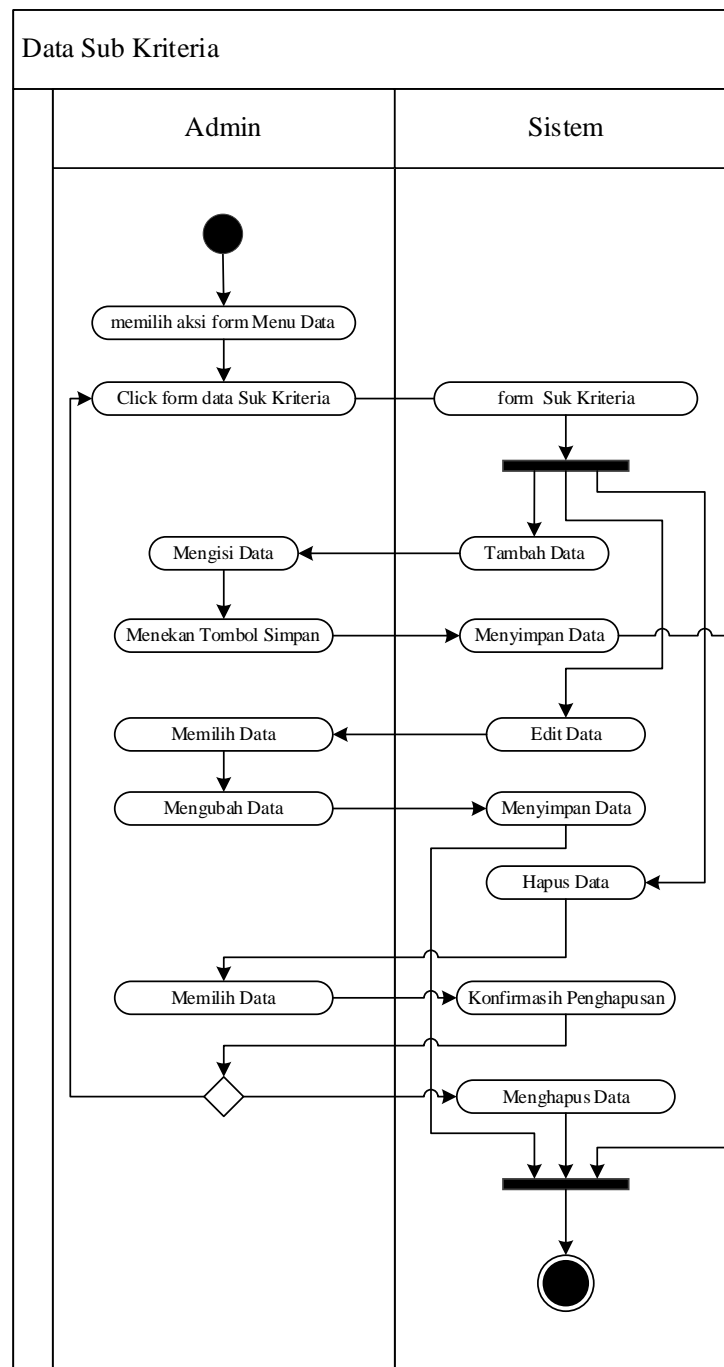 Data Sub Kriteria
Admin
Sistem
memilih aksi form Menu Data
Click form data Suk Kriteria
form Suk Kriteria
Mengisi Data
Tambah Data
Menekan Tombol Simpan
Menyimpan Data
Memilih Data
Edit Data
Mengubah Data
Menyimpan Data
Hapus Data
Memilih Data
Konfirmasih Penghapusan
Menghapus Data